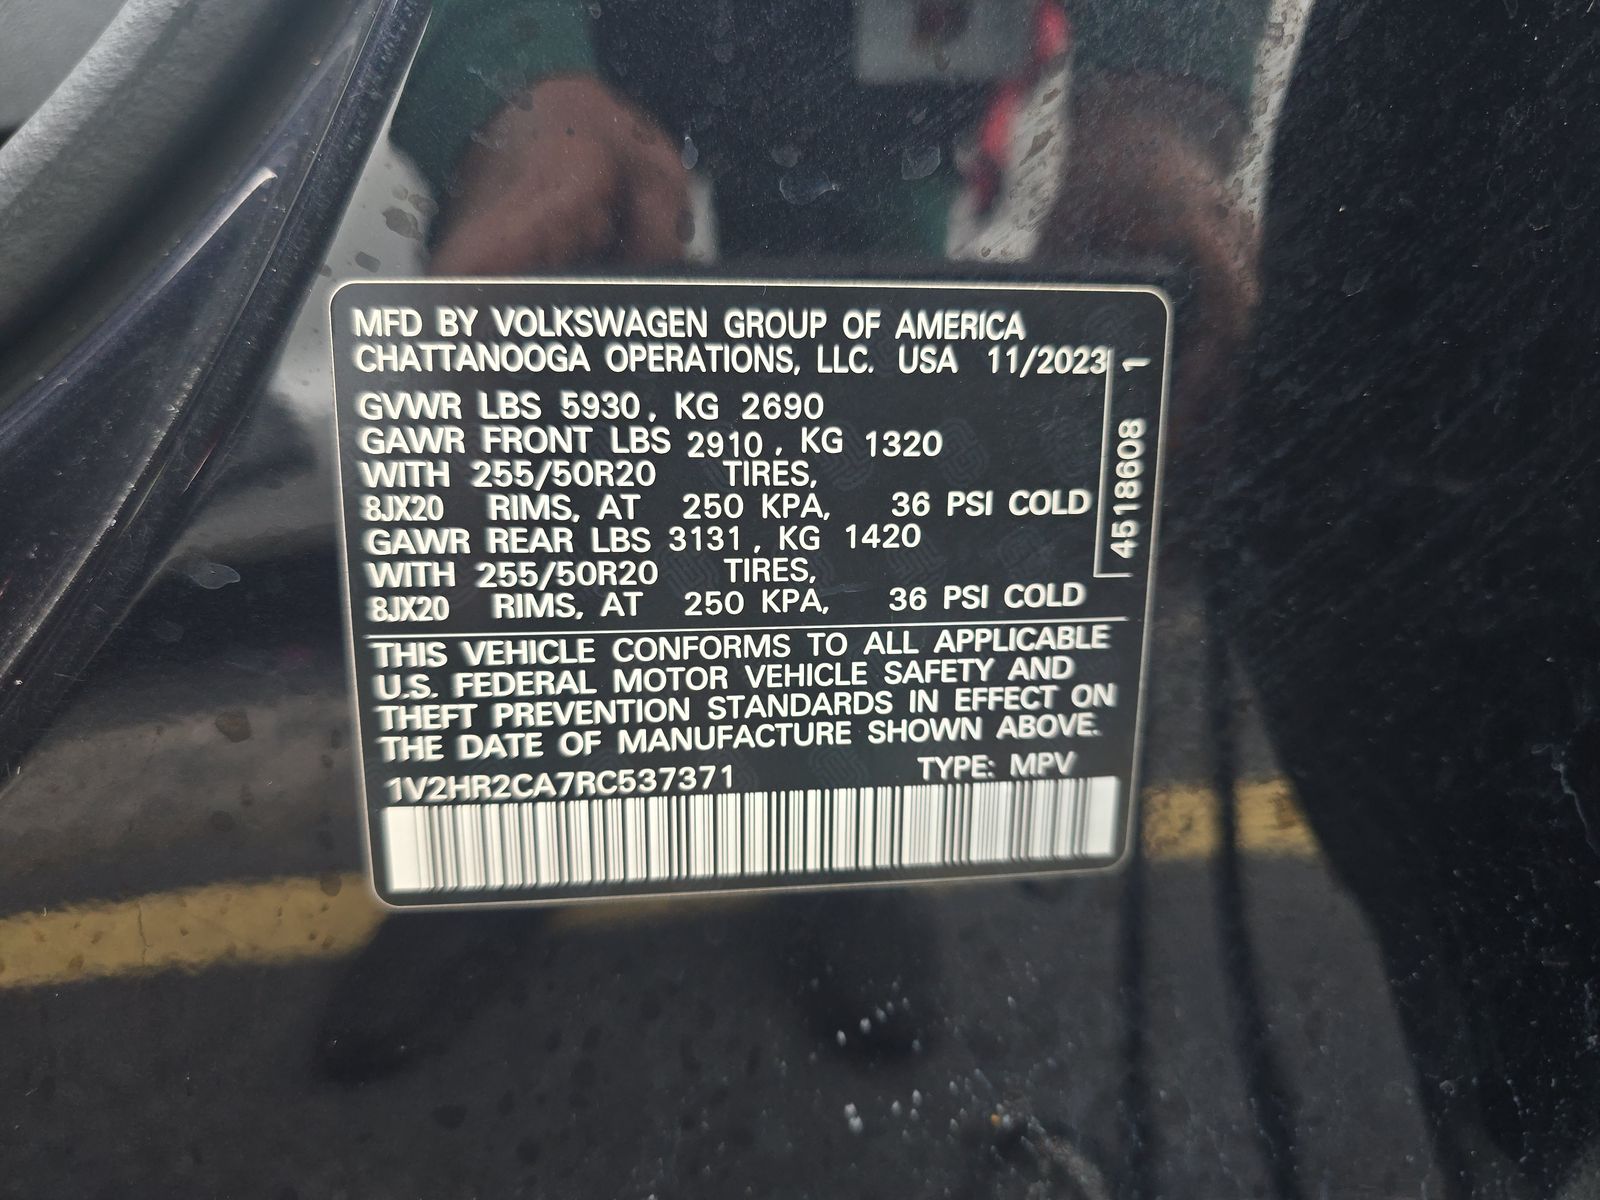 MFD BY VOLKSWAGEN GROUP OF AMERICA
CHATTANOOGA OPERATIONS, LLC. USA 11/2023
GVWR LBS 5930, KG 2690
GAWR FRONT LBS 2910, KG 1320
WITH 255/50R20 TIRES,
8JX20 RIMS, AT 250 KPA, 36 PSI COLD
GAWR REAR LBS 3131, KG 1420
WITH 255/50R20 TIRES,
8JX20 RIMS, AT 250 KPA, 36 PSI COLD
4518608 1
THIS VEHICLE CONFORMS TO ALL APPLICABLE
U.S. FEDERAL MOTOR VEHICLE SAFETY AND
THEFT PREVENTION STANDARDS IN EFFECT ON
THE DATE OF MANUFACTURE SHOWN ABOVE.
1V2HR2CA7RC537371 TYPE: MPV